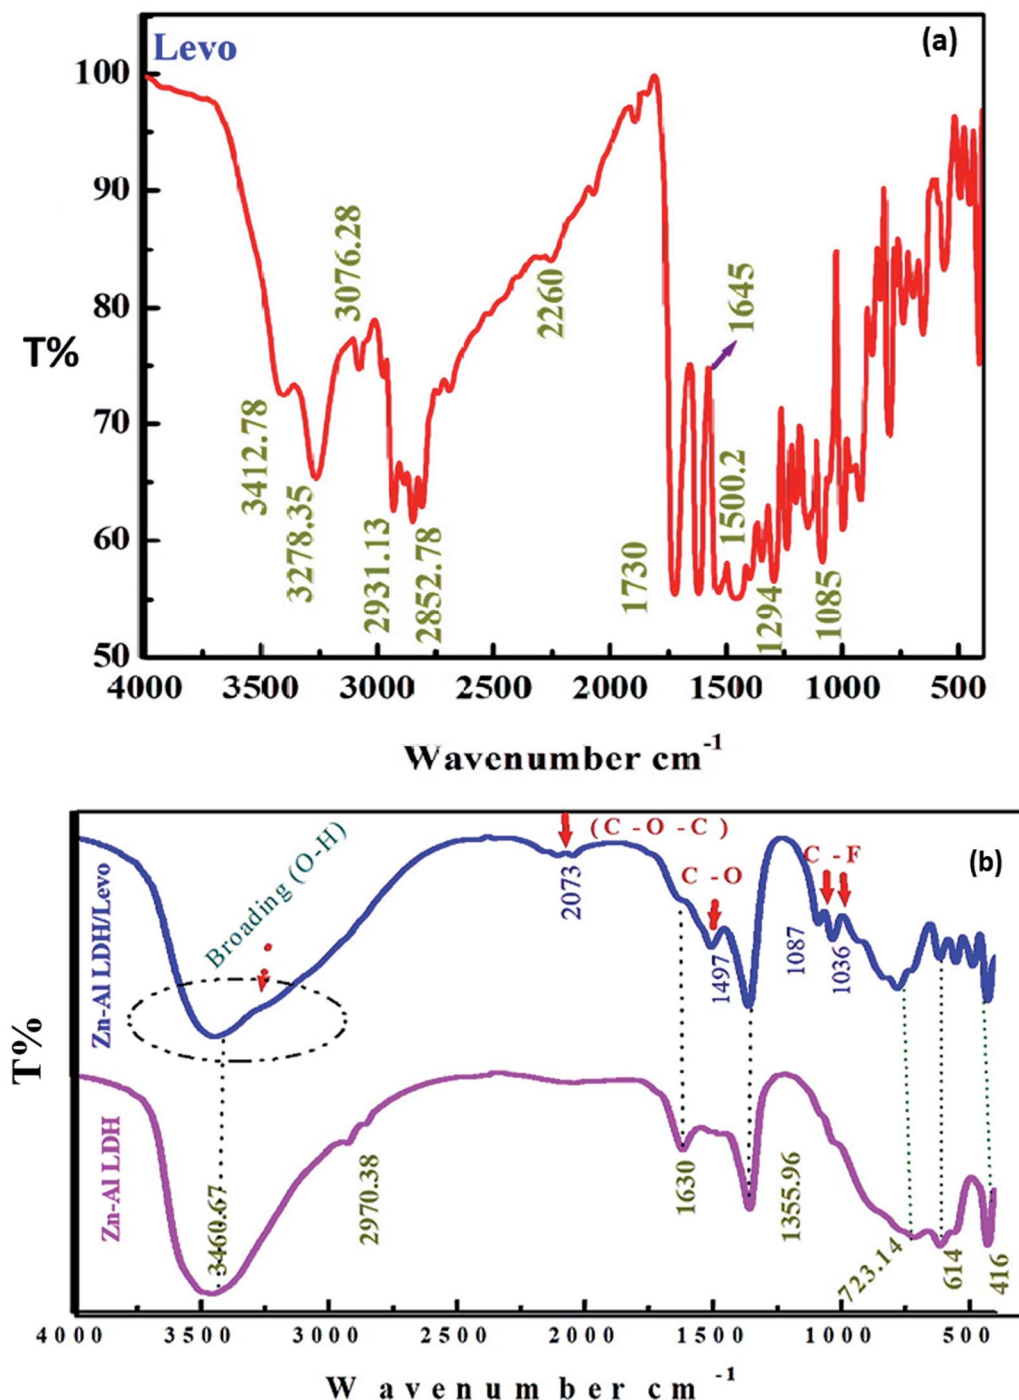 (a)
Levo
100
90
80
70
60
50
T%
3412.78
3278.35
3076.28
2931.13
2852.78
2260
1730
1645
1500.2
1294
1085
4000 3500 3000 2500 2000 1500 1000 500
Wavenumber cm-1
(b)
T%
Zn-Al LDH/Levo
Zn-Al LDH
Broading (O-H)
2073
(C-O-C)
C-O
C-F
1497
1087
1036
3460.67
2970.38
1630
1355.96
723.14
614
416
4000 3500 3000 2500 2000 1500 1000 500
Wavenumber cm-1